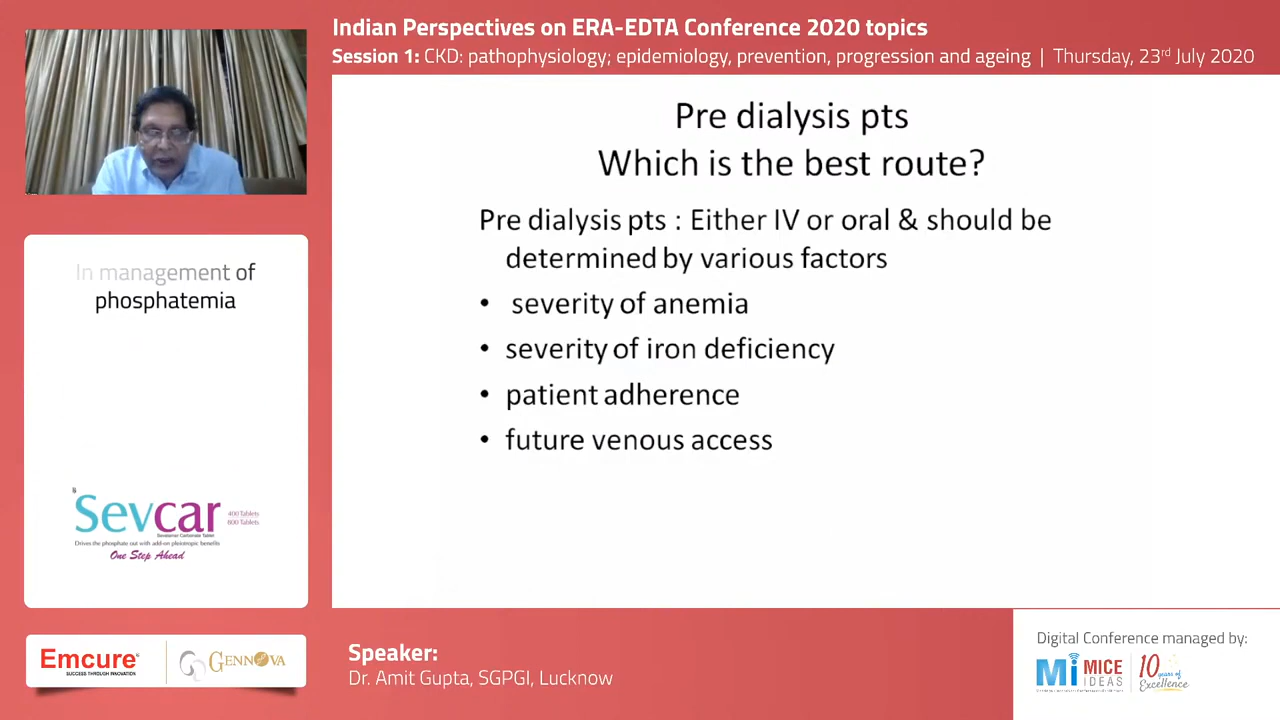 Indian Perspectives on ERA-EDTA Conference 2020 topics
Session 1: CKD: pathophysiology; epidemiology, prevention, progression and ageing | Thursday, 23rd July 2020
Pre dialysis pts
Which is the best route?
Pre dialysis pts : Either IV or oral & should be
determined by various factors
• severity of anemia
• severity of iron deficiency
• patient adherence
• future venous access
In management of
phosphatemia
Sevcar
400 Tablets
800 Tablets
Sevelamer Carbonate Tablet
Drives the phosphate out with add-on pleiotropic benefits
One Step Ahead
Emcure
SUCCESS THROUGH INNOVATION
GENNOVA
Speaker:
Dr. Amit Gupta, SGPGI, Lucknow
Digital Conference managed by:
Mi MICE
IDEAS
10 years of
Excellence